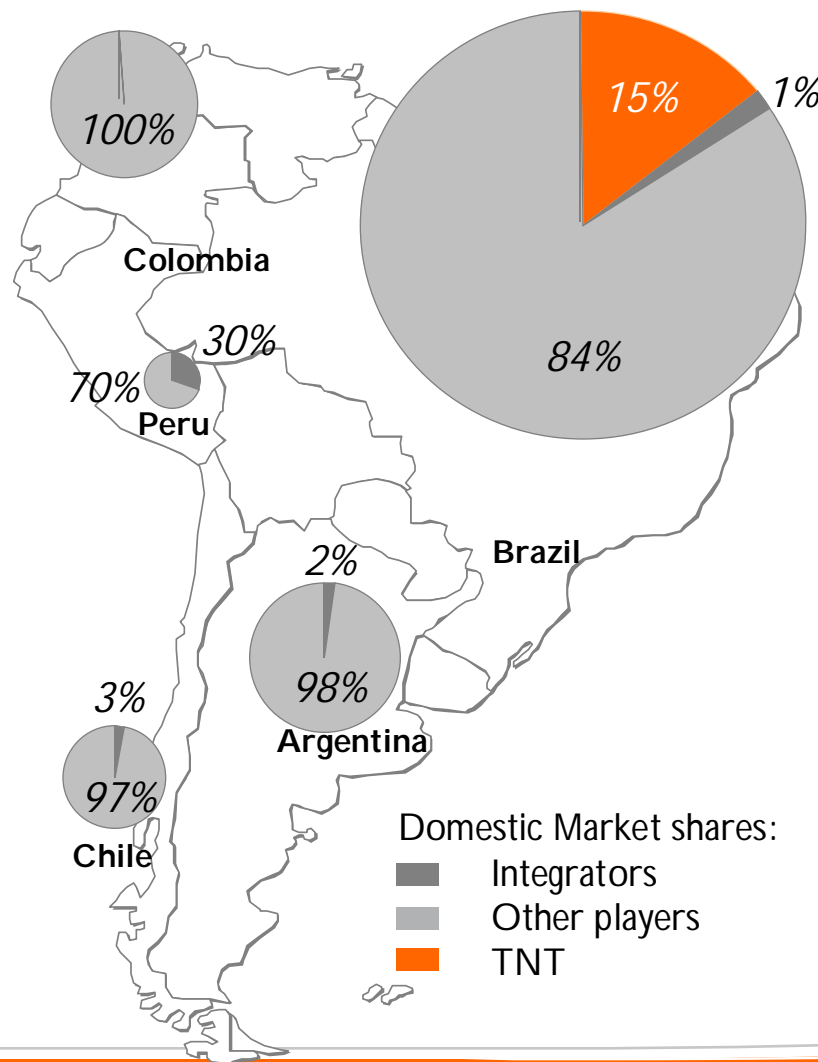 15%
1%
100%
Colombia
84%
30%
70%
Peru
Brazil
2%
98%
Argentina
3%
97%
Chile
Domestic Market shares:
Integrators
Other players
TNT